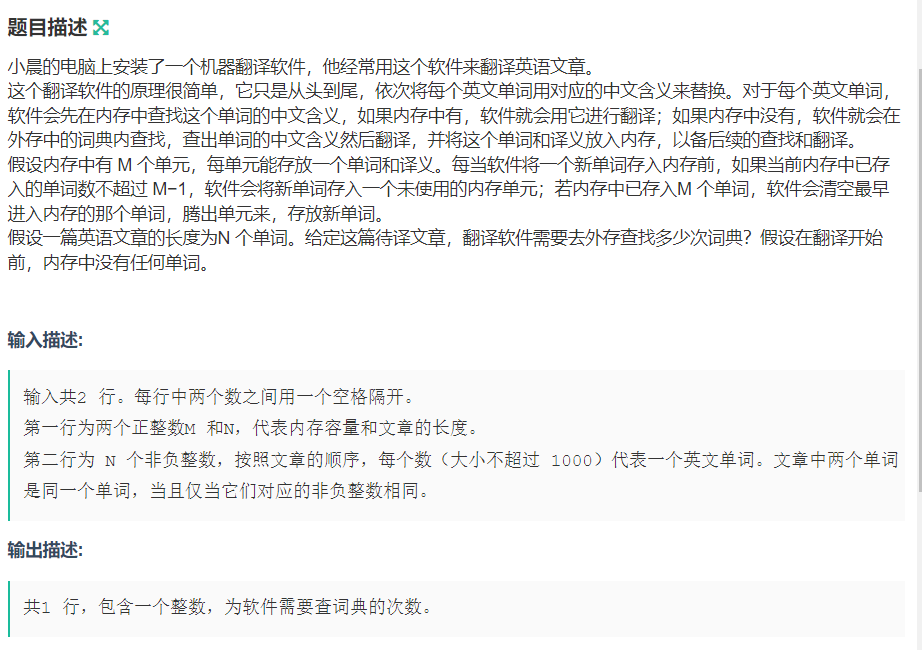 题目描述
小晨的电脑上安装了一个机器翻译软件，他经常用这个软件来翻译英语文章。
这个翻译软件的原理很简单，它只是从头到尾，依次将每个英文单词用对应的中文含义来替换。对于每个英文单词，
软件会先在内存中查找这个单词的中文含义，如果内存中有，软件就会用它进行翻译；如果内存中没有，软件就会在
外存中的词典内查找，查出单词的中文含义然后翻译，并将这个单词和译义放入内存，以备后续的查找和翻译。
假设内存中有 M 个单元，每单元能存放一个单词和译义。每当软件将一个新单词存入内存前，如果当前内存中已存
入的单词数不超过 M−1，软件会将新单词存入一个未使用的内存单元；若内存中已存入M 个单词，软件会清空最早
进入内存的那个单词，腾出单元来，存放新单词。
假设一篇英语文章的长度为N 个单词。给定这篇待译文章，翻译软件需要去外存查找多少次词典？假设在翻译开始
前，内存中没有任何单词。
输入描述:
输入共2 行。每行中两个数之间用一个空格隔开。
第一行为两个正整数M 和N，代表内存容量和文章的长度。
第二行为 N 个非负整数，按照文章的顺序，每个数（大小不超过 1000）代表一个英文单词。文章中两个单词
是同一个单词，当且仅当它们对应的非负整数相同。
输出描述:
共1 行，包含一个整数，为软件需要查词典的次数。